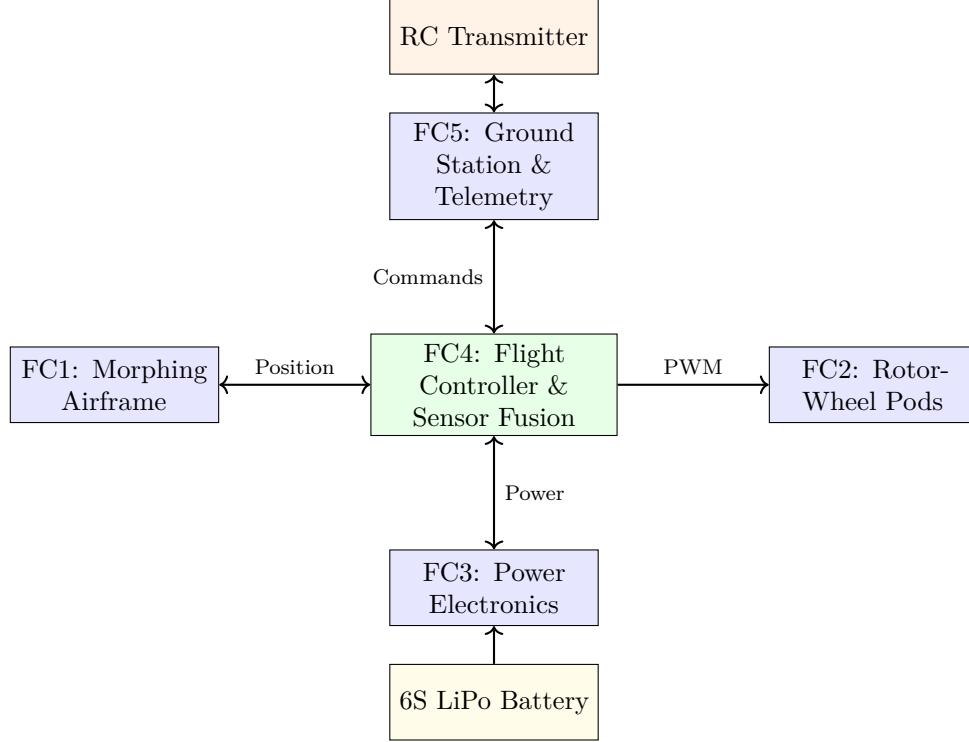 RC Transmitter
FC5: Ground
Station &
Telemetry
Commands
FC1: Morphing
Airframe
Position
FC4: Flight
Controller &
Sensor Fusion
PWM
FC2: Rotor-
Wheel Pods
Power
FC3: Power
Electronics
6S LiPo Battery